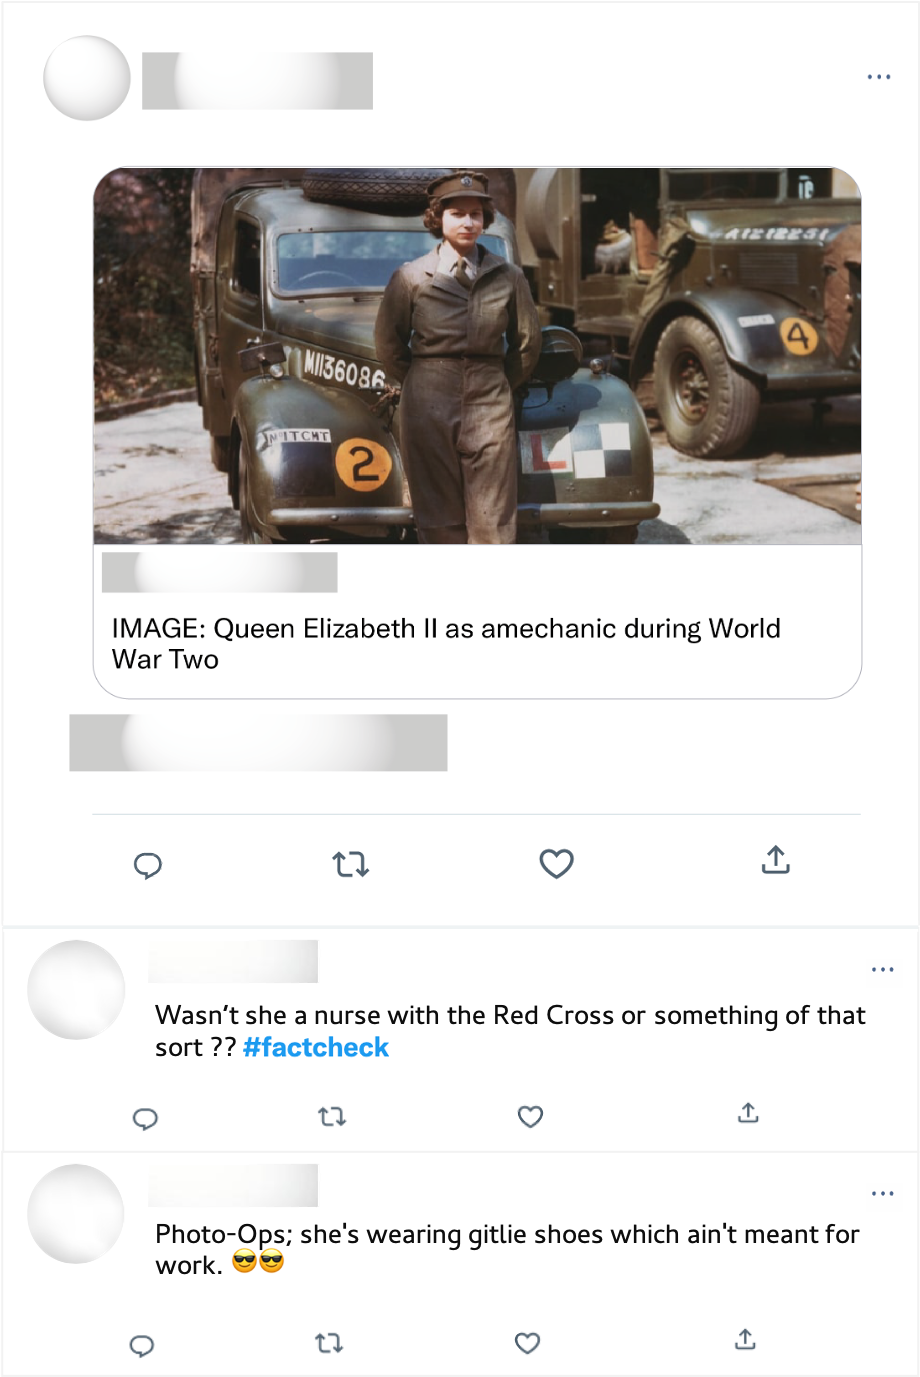 M1136086
2
L
4
IMAGE: Queen Elizabeth II as amechanic during World
War Two
Wasn't she a nurse with the Red Cross or something of that
sort ?? #factcheck
Photo-Ops; she's wearing gitlie shoes which ain't meant for
work. 😎😎